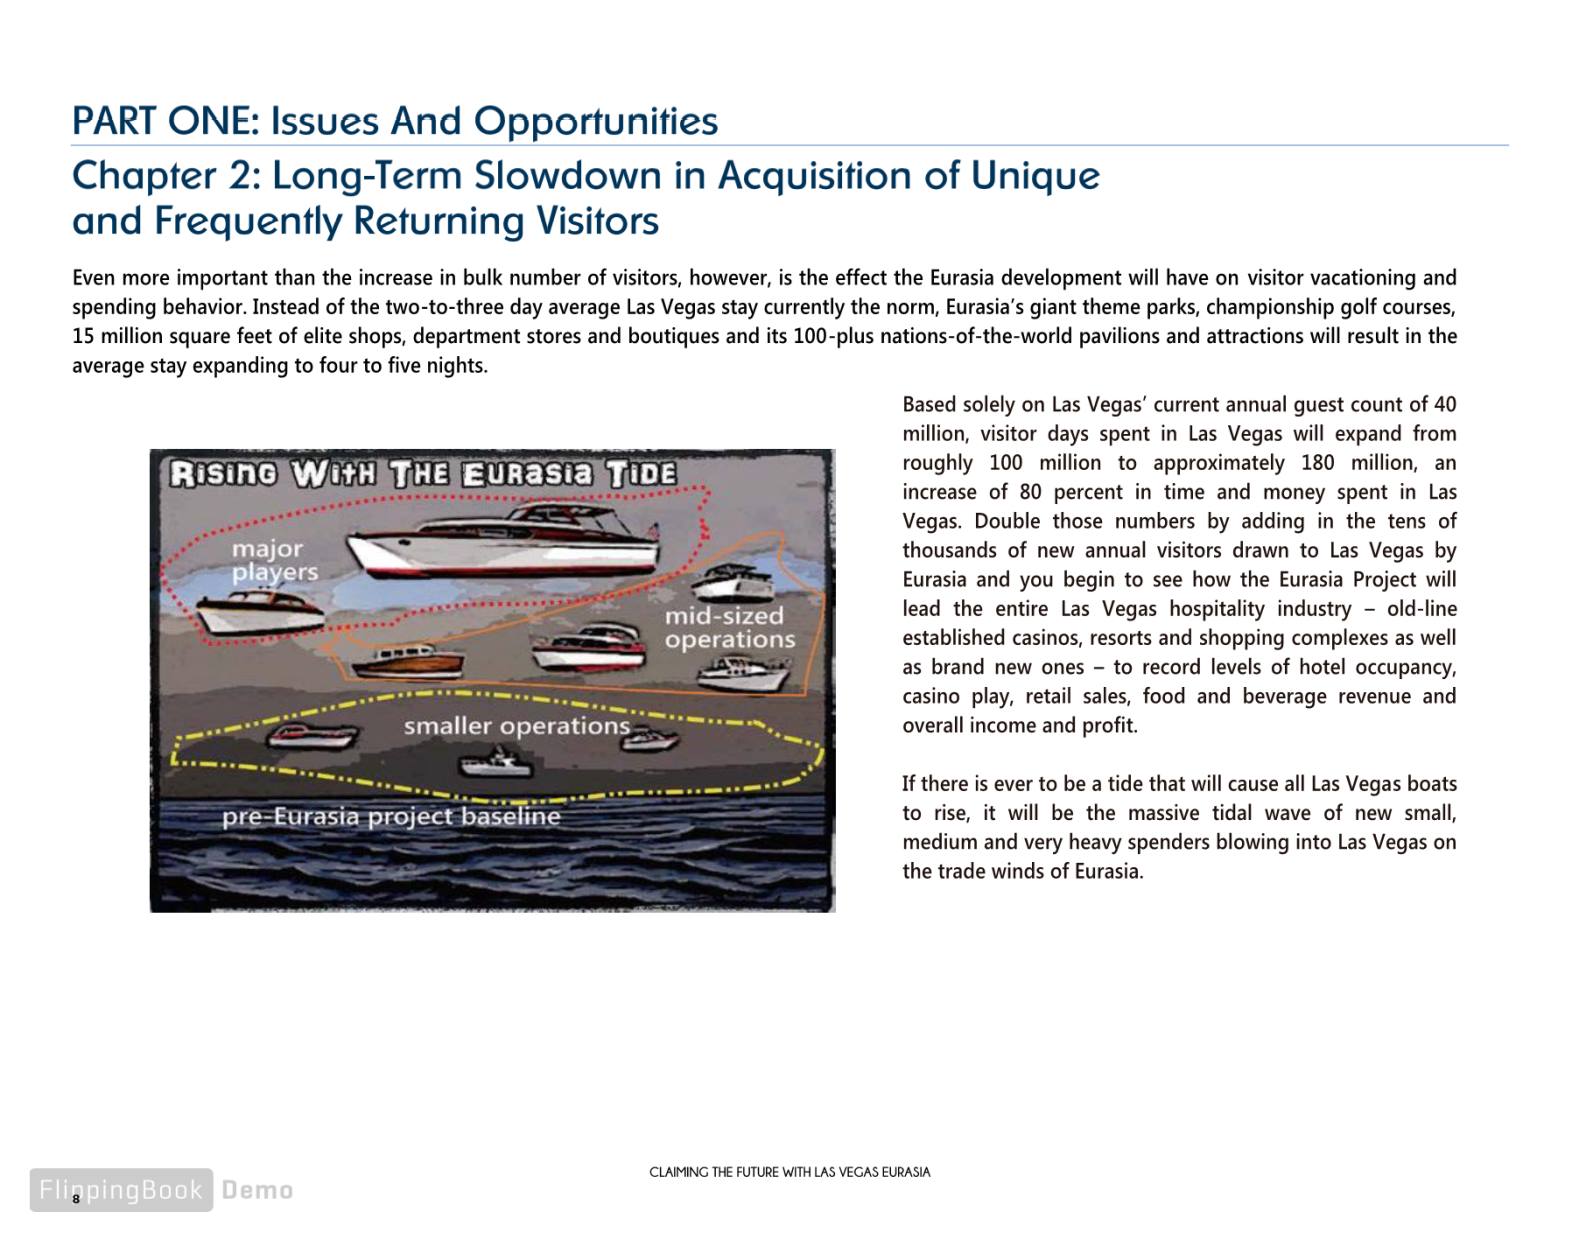 PART ONE: Issues And Opportunities
Chapter 2: Long-Term Slowdown in Acquisition of Unique
and Frequently Returning Visitors
Even more important than the increase in bulk number of visitors, however, is the effect the Eurasia development will have on visitor vacationing and
spending behavior. Instead of the two-to-three day average Las Vegas stay currently the norm, Eurasia's giant theme parks, championship golf courses,
15 million square feet of elite shops, department stores and boutiques and its 100-plus nations-of-the-world pavilions and attractions will result in the
average stay expanding to four to five nights.
RISING WITH THE EURASIA TIDE
major
players
mid-sized
operations
smaller operations
pre-Eurasia project baseline
Based solely on Las Vegas' current annual guest count of 40
million, visitor days spent in Las Vegas will expand from
roughly 100 million to approximately 180 million, an
increase of 80 percent in time and money spent in Las
Vegas. Double those numbers by adding in the tens of
thousands of new annual visitors drawn to Las Vegas by
Eurasia and you begin to see how the Eurasia Project will
lead the entire Las Vegas hospitality industry – old-line
established casinos, resorts and shopping complexes as well
as brand new ones – to record levels of hotel occupancy,
casino play, retail sales, food and beverage revenue and
overall income and profit.
If there is ever to be a tide that will cause all Las Vegas boats
to rise, it will be the massive tidal wave of new small,
medium and very heavy spenders blowing into Las Vegas on
the trade winds of Eurasia.
CLAIMING THE FUTURE WITH LAS VEGAS EURASIA
FlippingBook Demo
8